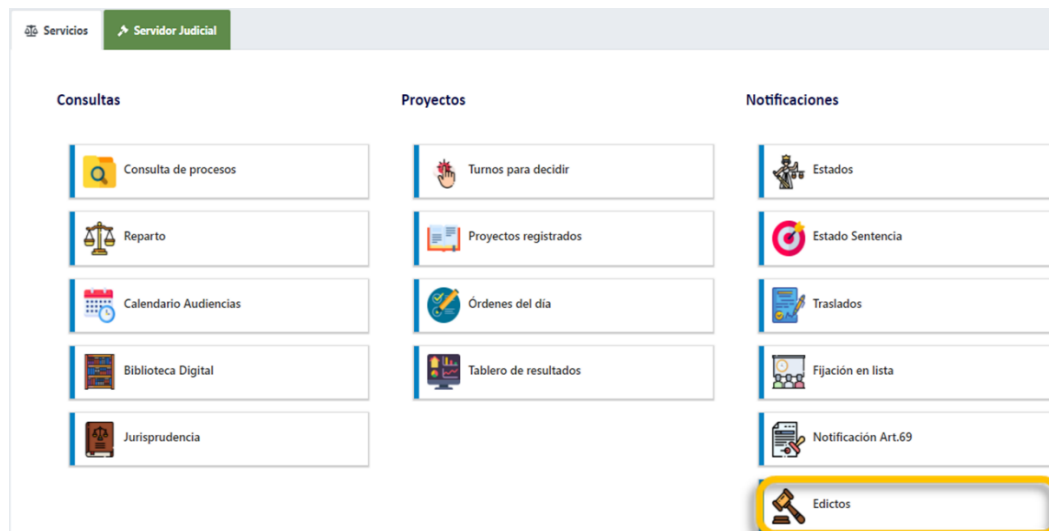 Servicios
Servidor Judicial
Consultas
Consulta de procesos
Reparto
Calendario Audiencias
Biblioteca Digital
Jurisprudencia
Proyectos
Turnos para decidir
Proyectos registrados
Órdenes del día
Tablero de resultados
Notificaciones
Estados
Estado Sentencia
Traslados
Fijación en lista
Notificación Art.69
Edictos